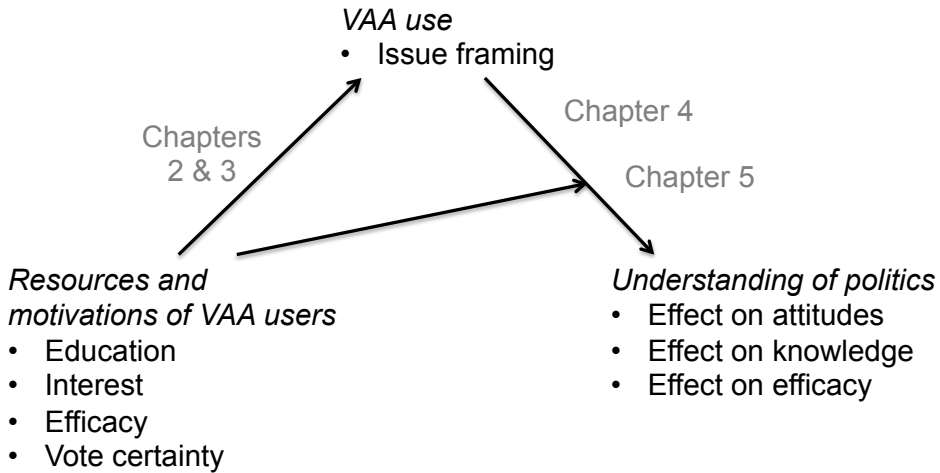 VAA use
• Issue framing
Chapters
2 & 3
Chapter 4
Chapter 5
Resources and
motivations of VAA users
• Education
• Interest
• Efficacy
• Vote certainty
Understanding of politics
• Effect on attitudes
• Effect on knowledge
• Effect on efficacy